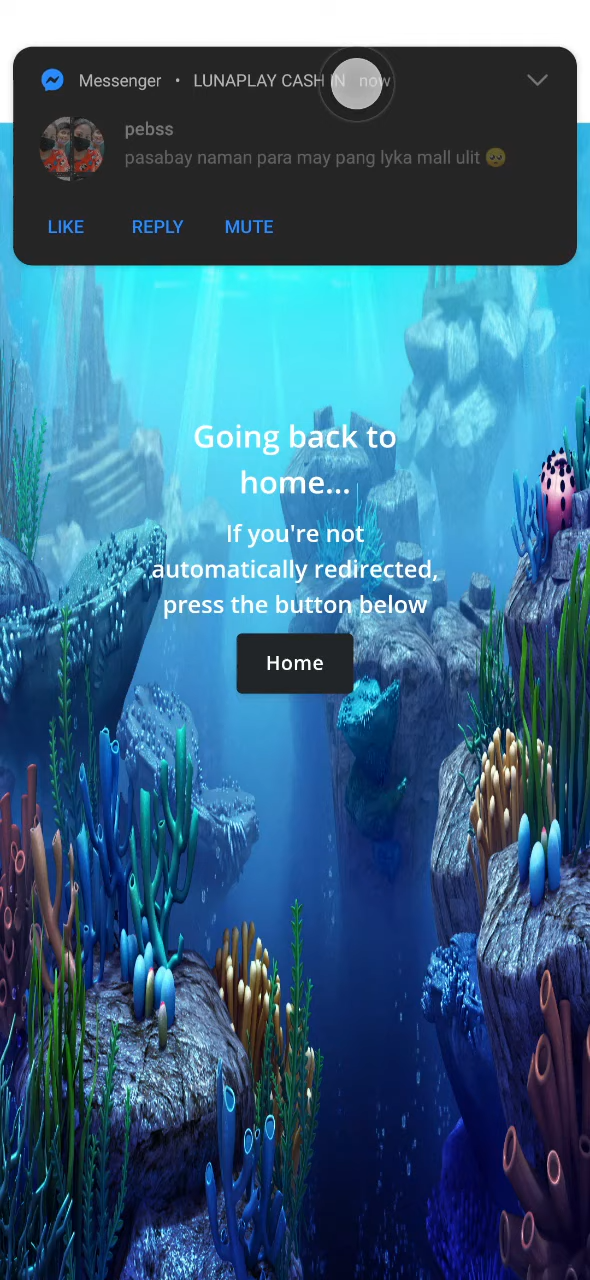 Messenger • LUNAPLAY CASH IN now
pebss
pasabay naman para may pang lyka mall ulit 🥺
LIKE REPLY MUTE
Going back to
home...
If you're not
automatically redirected,
press the button below
Home